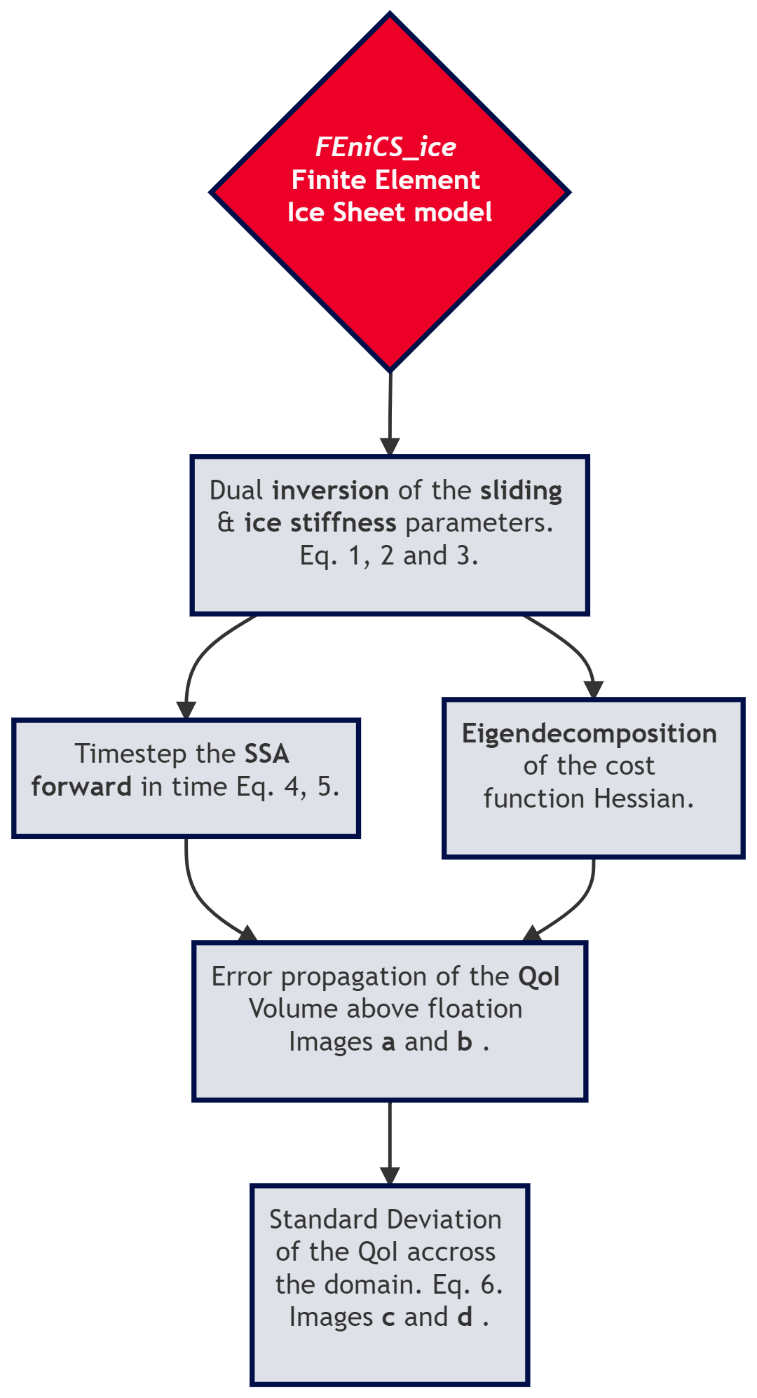 FEniCS_ice
Finite Element
Ice Sheet model
Dual inversion of the sliding
& ice stiffness parameters.
Eq. 1, 2 and 3.
Timestep the SSA
forward in time Eq. 4, 5.
Eigendecomposition
of the cost
function Hessian.
Error propagation of the QoI
Volume above floation
Images a and b .
Standard Deviation
of the QoI accross
the domain. Eq. 6.
Images c and d .